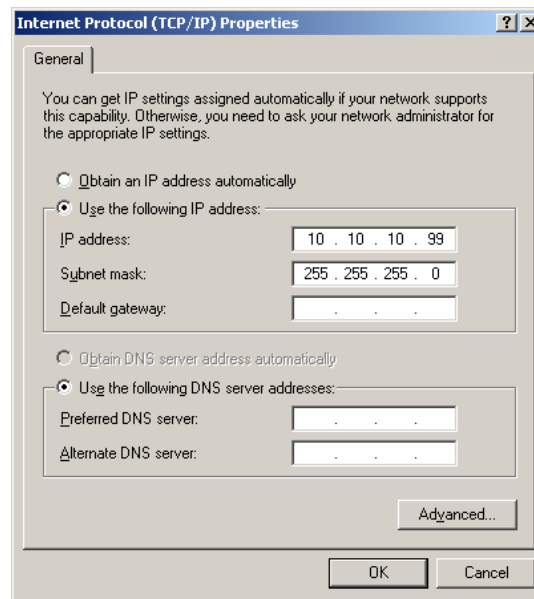 Internet Protocol (TCP/IP) Properties
General
You can get IP settings assigned automatically if your network supports
this capability. Otherwise, you need to ask your network administrator for
the appropriate IP settings.
Obtain an IP address automatically
Use the following IP address:
IP address: 10 . 10 . 10 . 99
Subnet mask: 255 . 255 . 255 . 0
Default gateway: . . .
Obtain DNS server address automatically
Use the following DNS server addresses:
Preferred DNS server: . . .
Alternate DNS server: . . .
Advanced...
OK Cancel